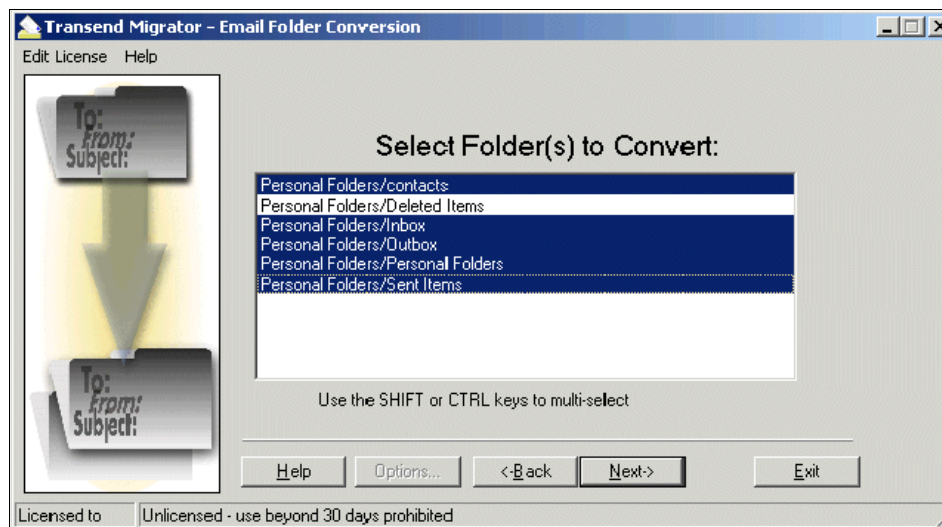 Transend Migrator - Email Folder Conversion
Edit License Help
To:
From:
Subject:
Select Folder(s) to Convert:
Personal Folders/contacts
Personal Folders/Deleted Items
Personal Folders/Inbox
Personal Folders/Outbox
Personal Folders/Personal Folders
Personal Folders/Sent Items
To:
From:
Subject:
Use the SHIFT or CTRL keys to multi-select
Help Options... <-Back Next-> Exit
Licensed to Unlicensed - use beyond 30 days prohibited